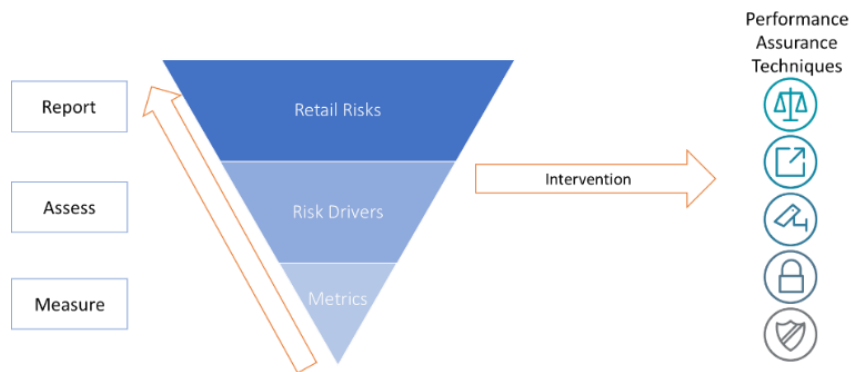 Performance
Assurance
Techniques
Report
Retail Risks
Intervention
Assess
Risk Drivers
Measure
Metrics